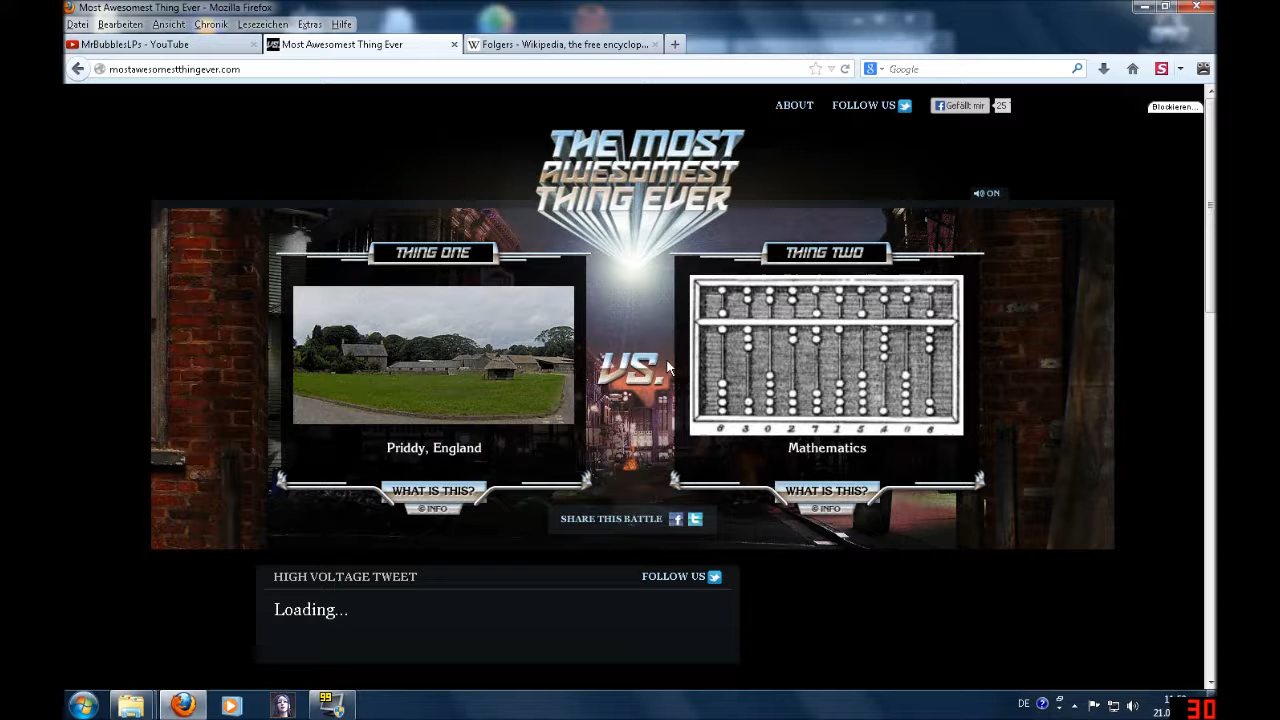 Most Awesomest Thing Ever - Mozilla Firefox
Datei Bearbeiten Ansicht Chronik Lesezeichen Extras Hilfe
MrBubblesLPs - YouTube
Most Awesomest Thing Ever
Folgers - Wikipedia, the free encyclop...
mostawesomestthingever.com
Google
ABOUT
FOLLOW US
Gefällt mir
25
Blockieren...
THE MOST
AWESOMEST
THING EVER
ON
THING ONE
THING TWO
VS.
Priddy, England
Mathematics
WHAT IS THIS?
© INFO
WHAT IS THIS?
© INFO
SHARE THIS BATTLE
HIGH VOLTAGE TWEET
FOLLOW US
Loading...
99
DE
30